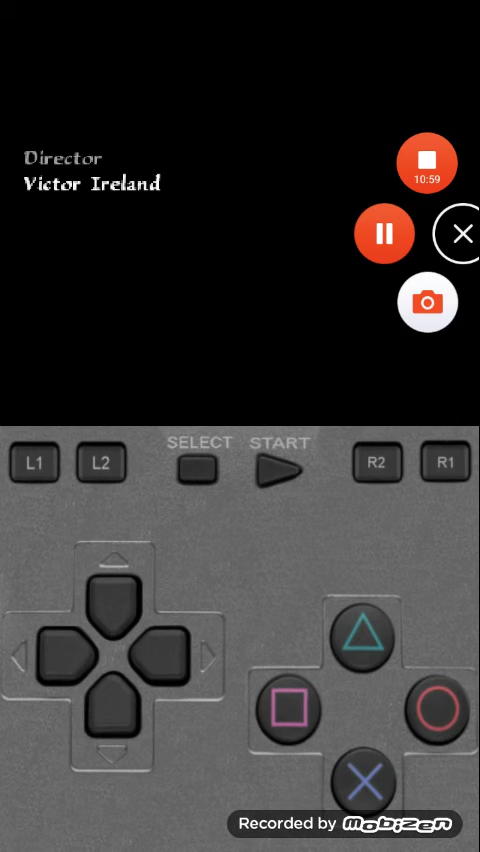 Director
Victor Ireland
10:59
SELECT START
L1 L2 R2 R1
Recorded by mobizen